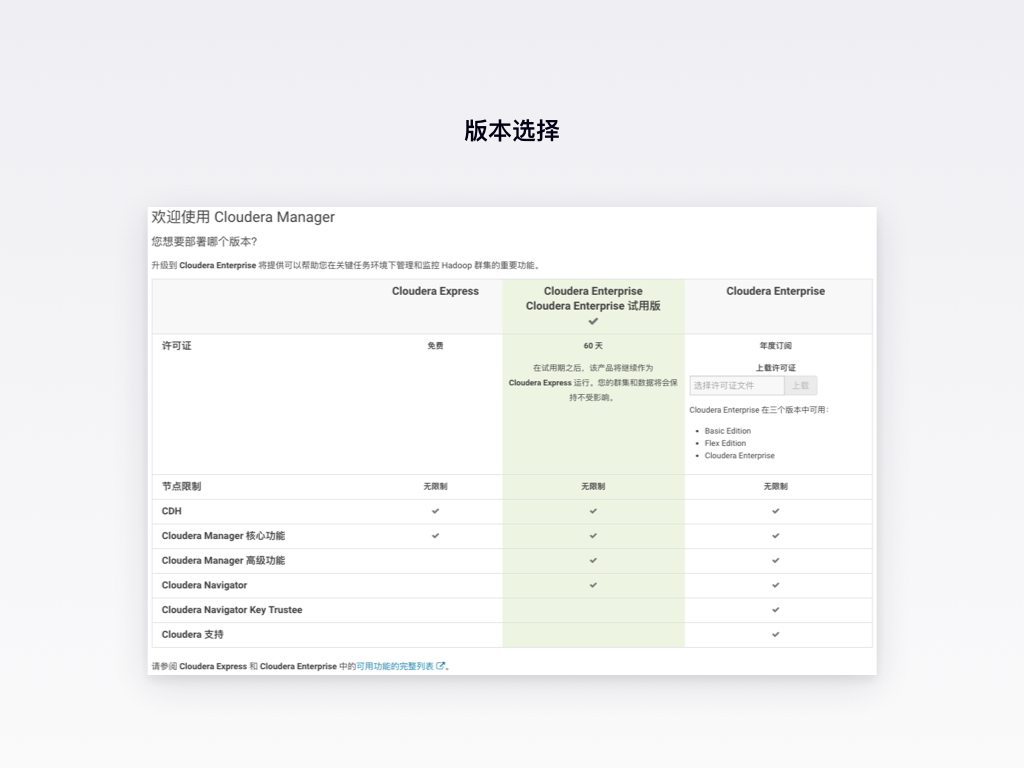 版本选择
欢迎使用 Cloudera Manager
您想要部署哪个版本?
升级到 Cloudera Enterprise 将提供可以帮助您在关键任务环境下管理和监控 Hadoop 群集的重要功能。
Cloudera Express
Cloudera Enterprise
Cloudera Enterprise 试用版
Cloudera Enterprise
许可证
免费
60 天
在试用期之后，该产品将继续作为
Cloudera Express 运行。您的群集和数据将会保
持不受影响。
年度订阅
上载许可证
选择许可证文件 上载
Cloudera Enterprise 在三个版本中可用:
• Basic Edition
• Flex Edition
• Cloudera Enterprise
节点限制 无限制 无限制 无限制
CDH ✓ ✓ ✓
Cloudera Manager 核心功能 ✓ ✓ ✓
Cloudera Manager 高级功能 ✓ ✓
Cloudera Navigator ✓ ✓
Cloudera Navigator Key Trustee ✓
Cloudera 支持 ✓
请参阅 Cloudera Express 和 Cloudera Enterprise 中的可用功能的完整列表。